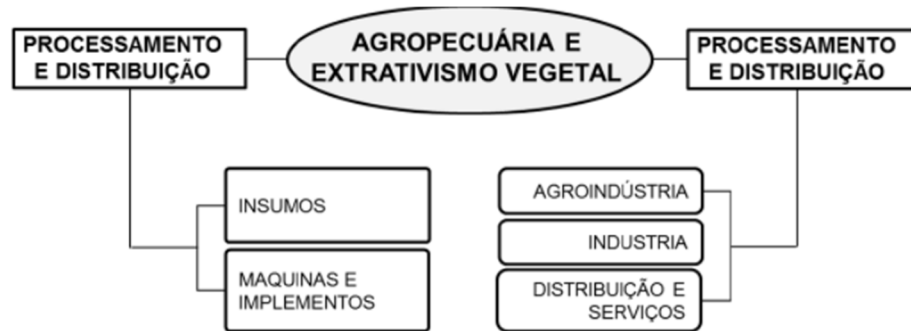 PROCESSAMENTO
E DISTRIBUIÇÃO
AGROPECUÁRIA E
EXTRATIVISMO VEGETAL
PROCESSAMENTO
E DISTRIBUIÇÃO
INSUMOS
MAQUINAS E
IMPLEMENTOS
AGROINDÚSTRIA
INDUSTRIA
DISTRIBUIÇÃO E
SERVIÇOS